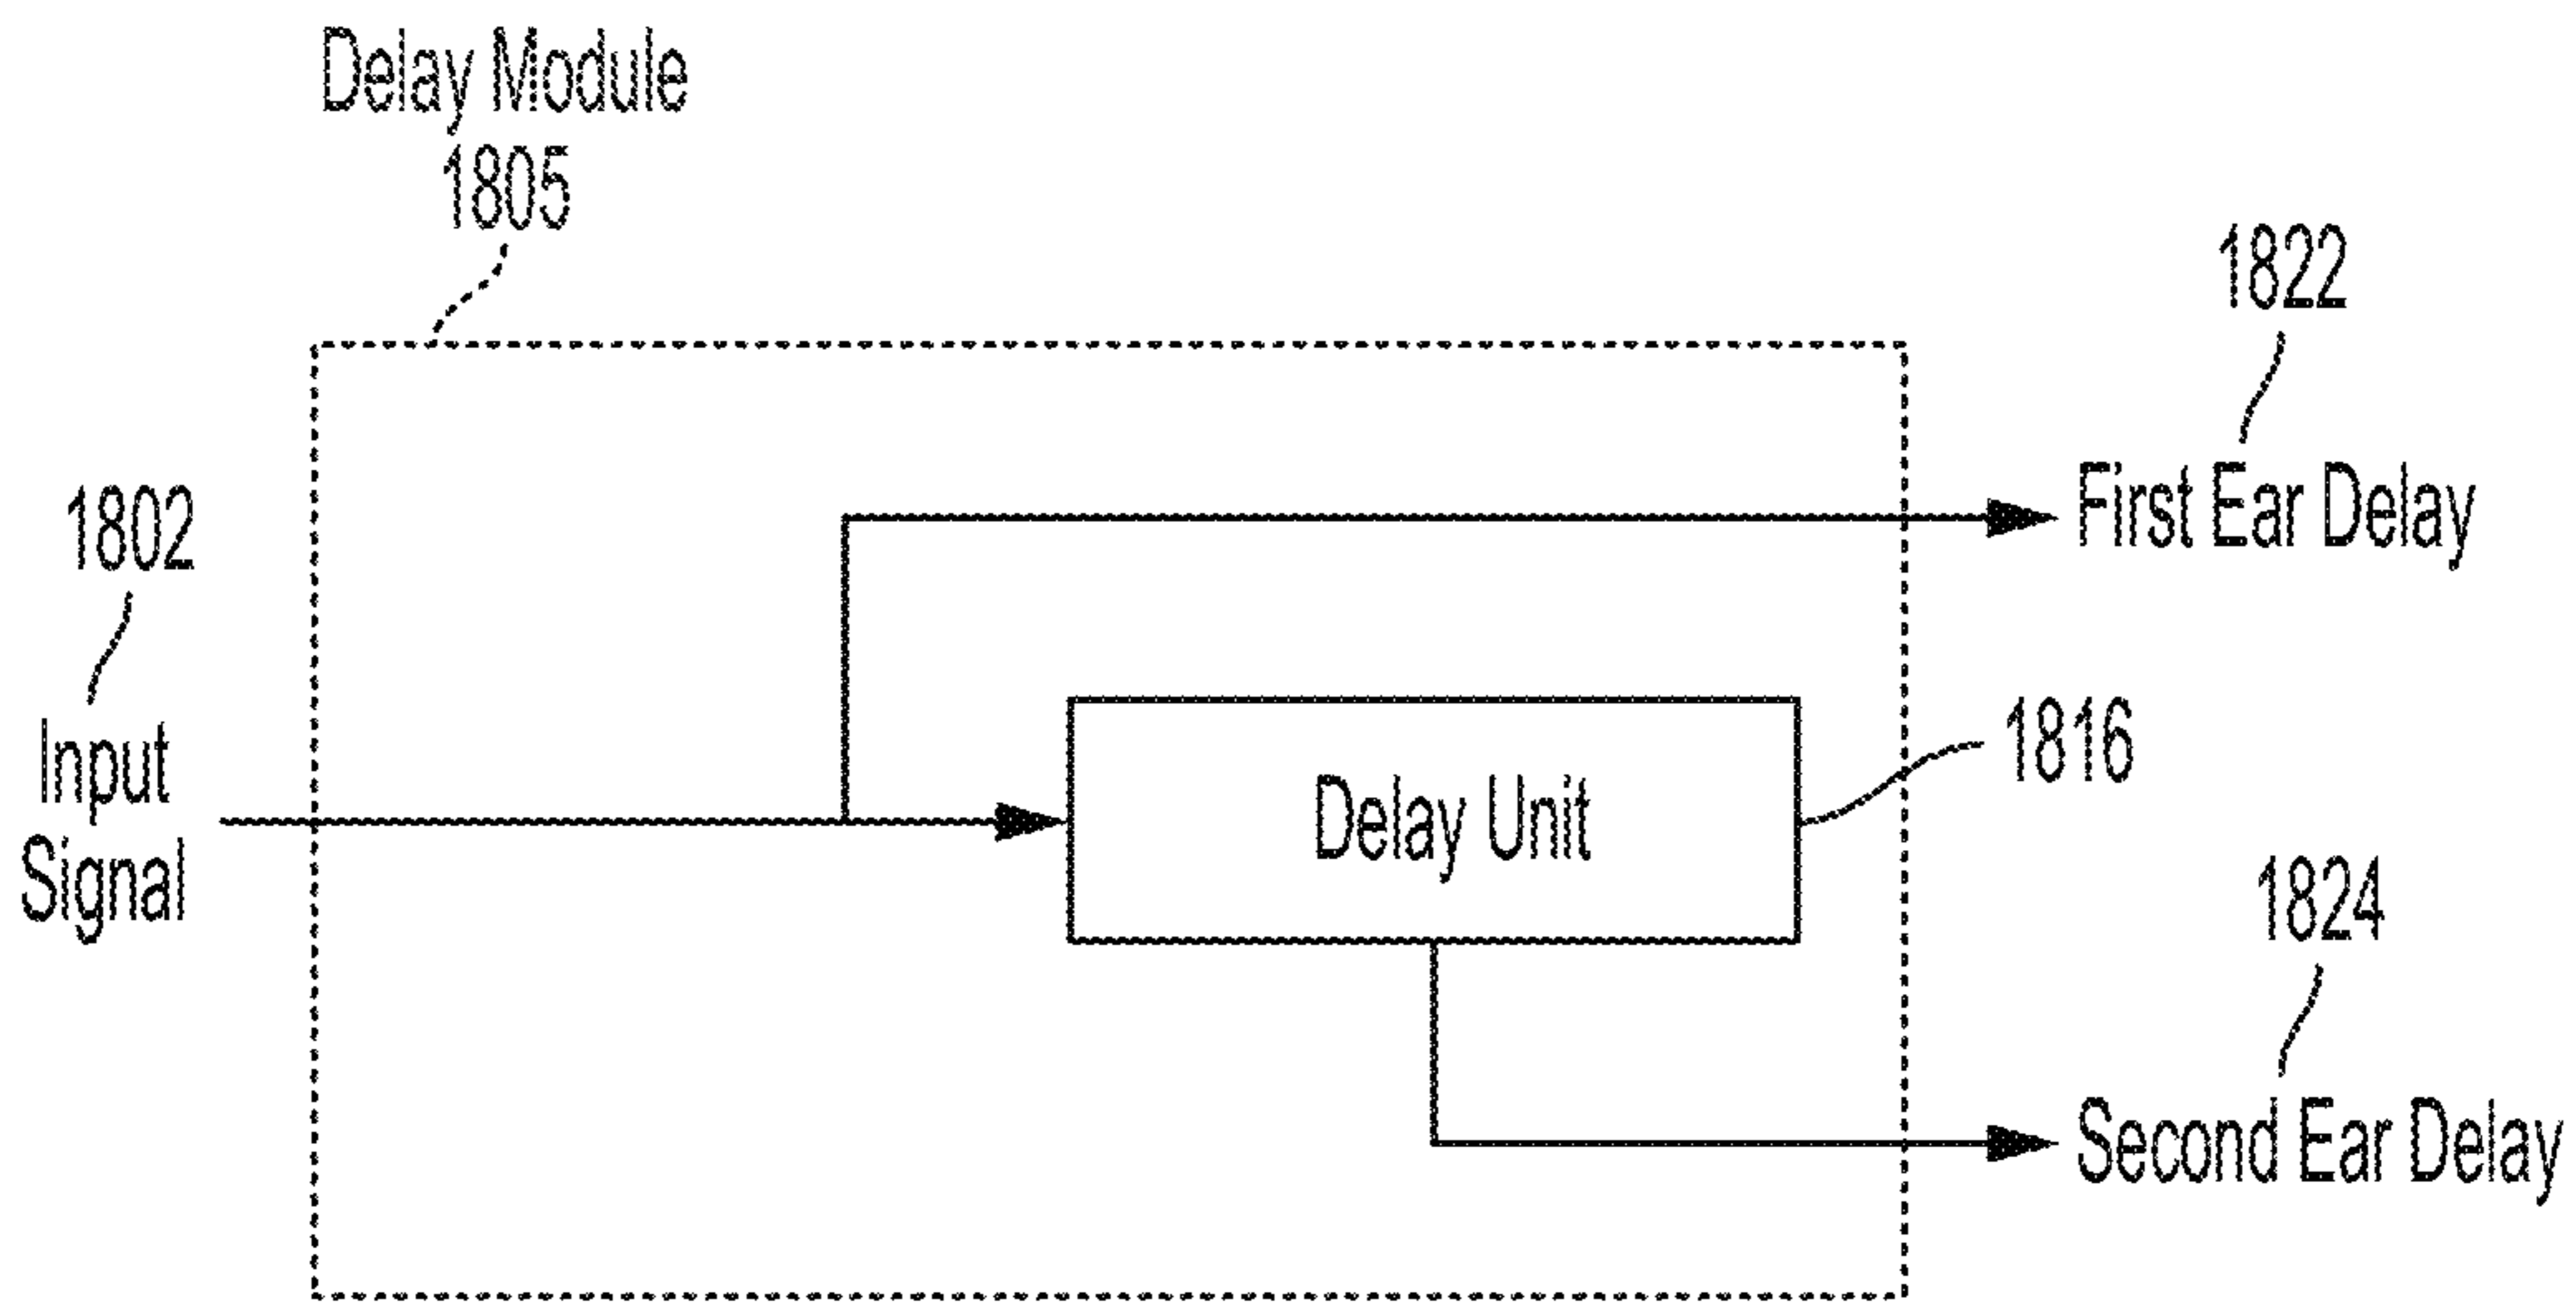 Delay Module
1805
1822
First Ear Delay
1802
Input
Signal
Delay Unit
1816
1824
Second Ear Delay